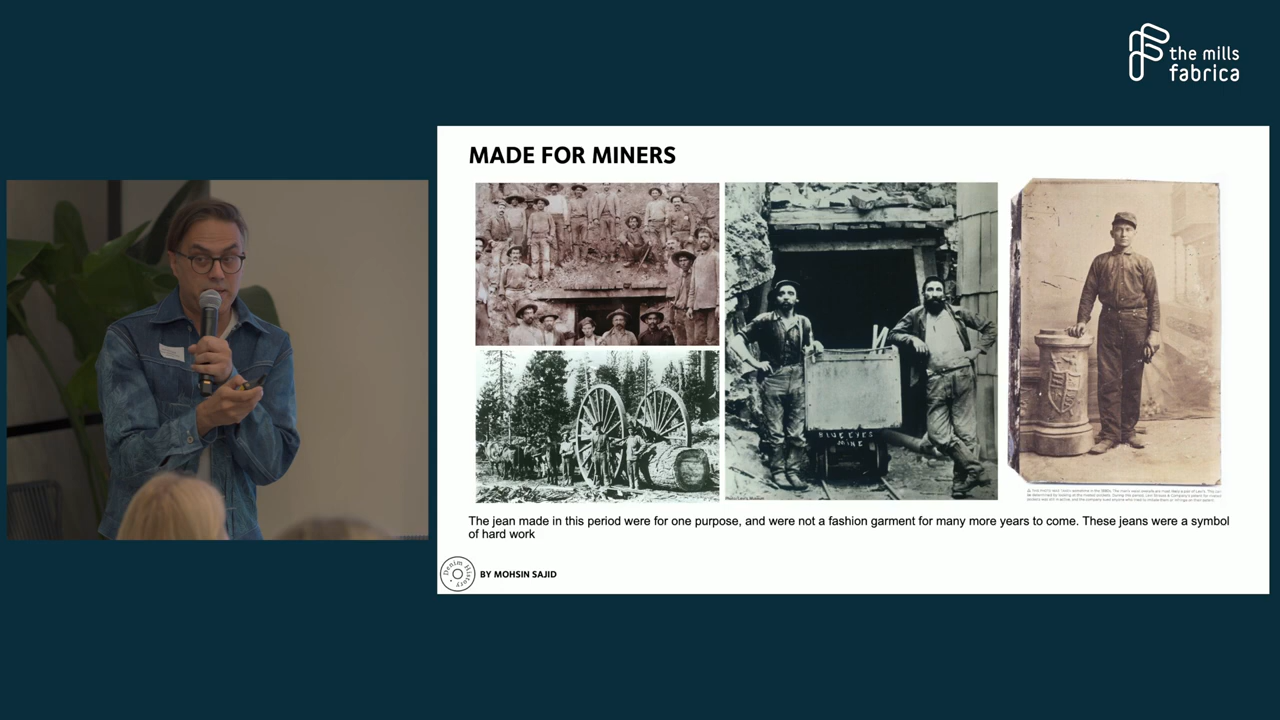 the mills
fabrica
MADE FOR MINERS
BLUE EYES
MINE
The jean made in this period were for one purpose, and were not a fashion garment for many more years to come. These jeans were a symbol
of hard work
Denim History
BY MOHSIN SAJID